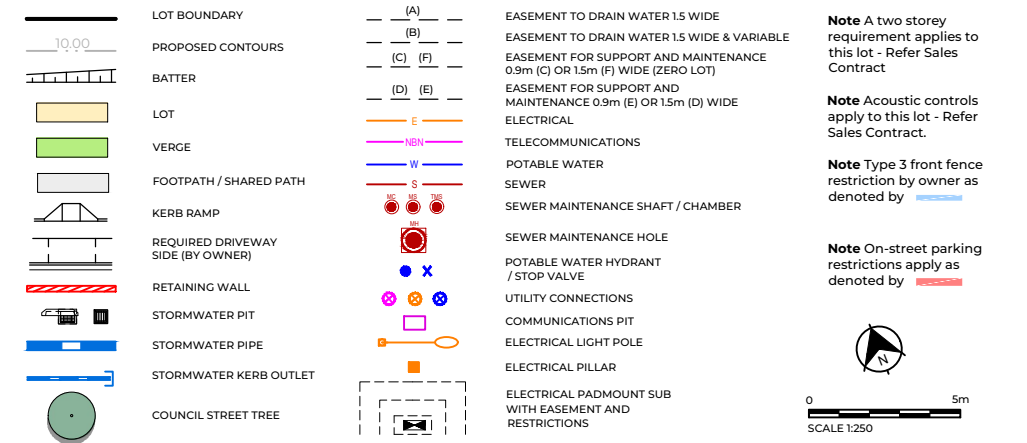 LOT BOUNDARY
10.00
PROPOSED CONTOURS
BATTER
LOT
VERGE
FOOTPATH / SHARED PATH
KERB RAMP
REQUIRED DRIVEWAY
SIDE (BY OWNER)
RETAINING WALL
STORMWATER PIT
STORMWATER PIPE
STORMWATER KERB OUTLET
COUNCIL STREET TREE
(A)
EASEMENT TO DRAIN WATER 1.5 WIDE
(B)
EASEMENT TO DRAIN WATER 1.5 WIDE & VARIABLE
(C) (F)
EASEMENT FOR SUPPORT AND MAINTENANCE
0.9m (C) OR 1.5m (F) WIDE (ZERO LOT)
(D) (E)
EASEMENT FOR SUPPORT AND
MAINTENANCE 0.9m (E) OR 1.5m (D) WIDE
E
ELECTRICAL
NBN
TELECOMMUNICATIONS
W
POTABLE WATER
S
SEWER
MC MS TMS
SEWER MAINTENANCE SHAFT / CHAMBER
MH
SEWER MAINTENANCE HOLE
POTABLE WATER HYDRANT
/ STOP VALVE
UTILITY CONNECTIONS
COMMUNICATIONS PIT
ELECTRICAL LIGHT POLE
ELECTRICAL PILLAR
ELECTRICAL PADMOUNT SUB
WITH EASEMENT AND
RESTRICTIONS
Note A two storey
requirement applies to
this lot - Refer Sales
Contract
Note Acoustic controls
apply to this lot - Refer
Sales Contract.
Note Type 3 front fence
restriction by owner as
denoted by
Note On-street parking
restrictions apply as
denoted by
N
0 5m
SCALE 1:250